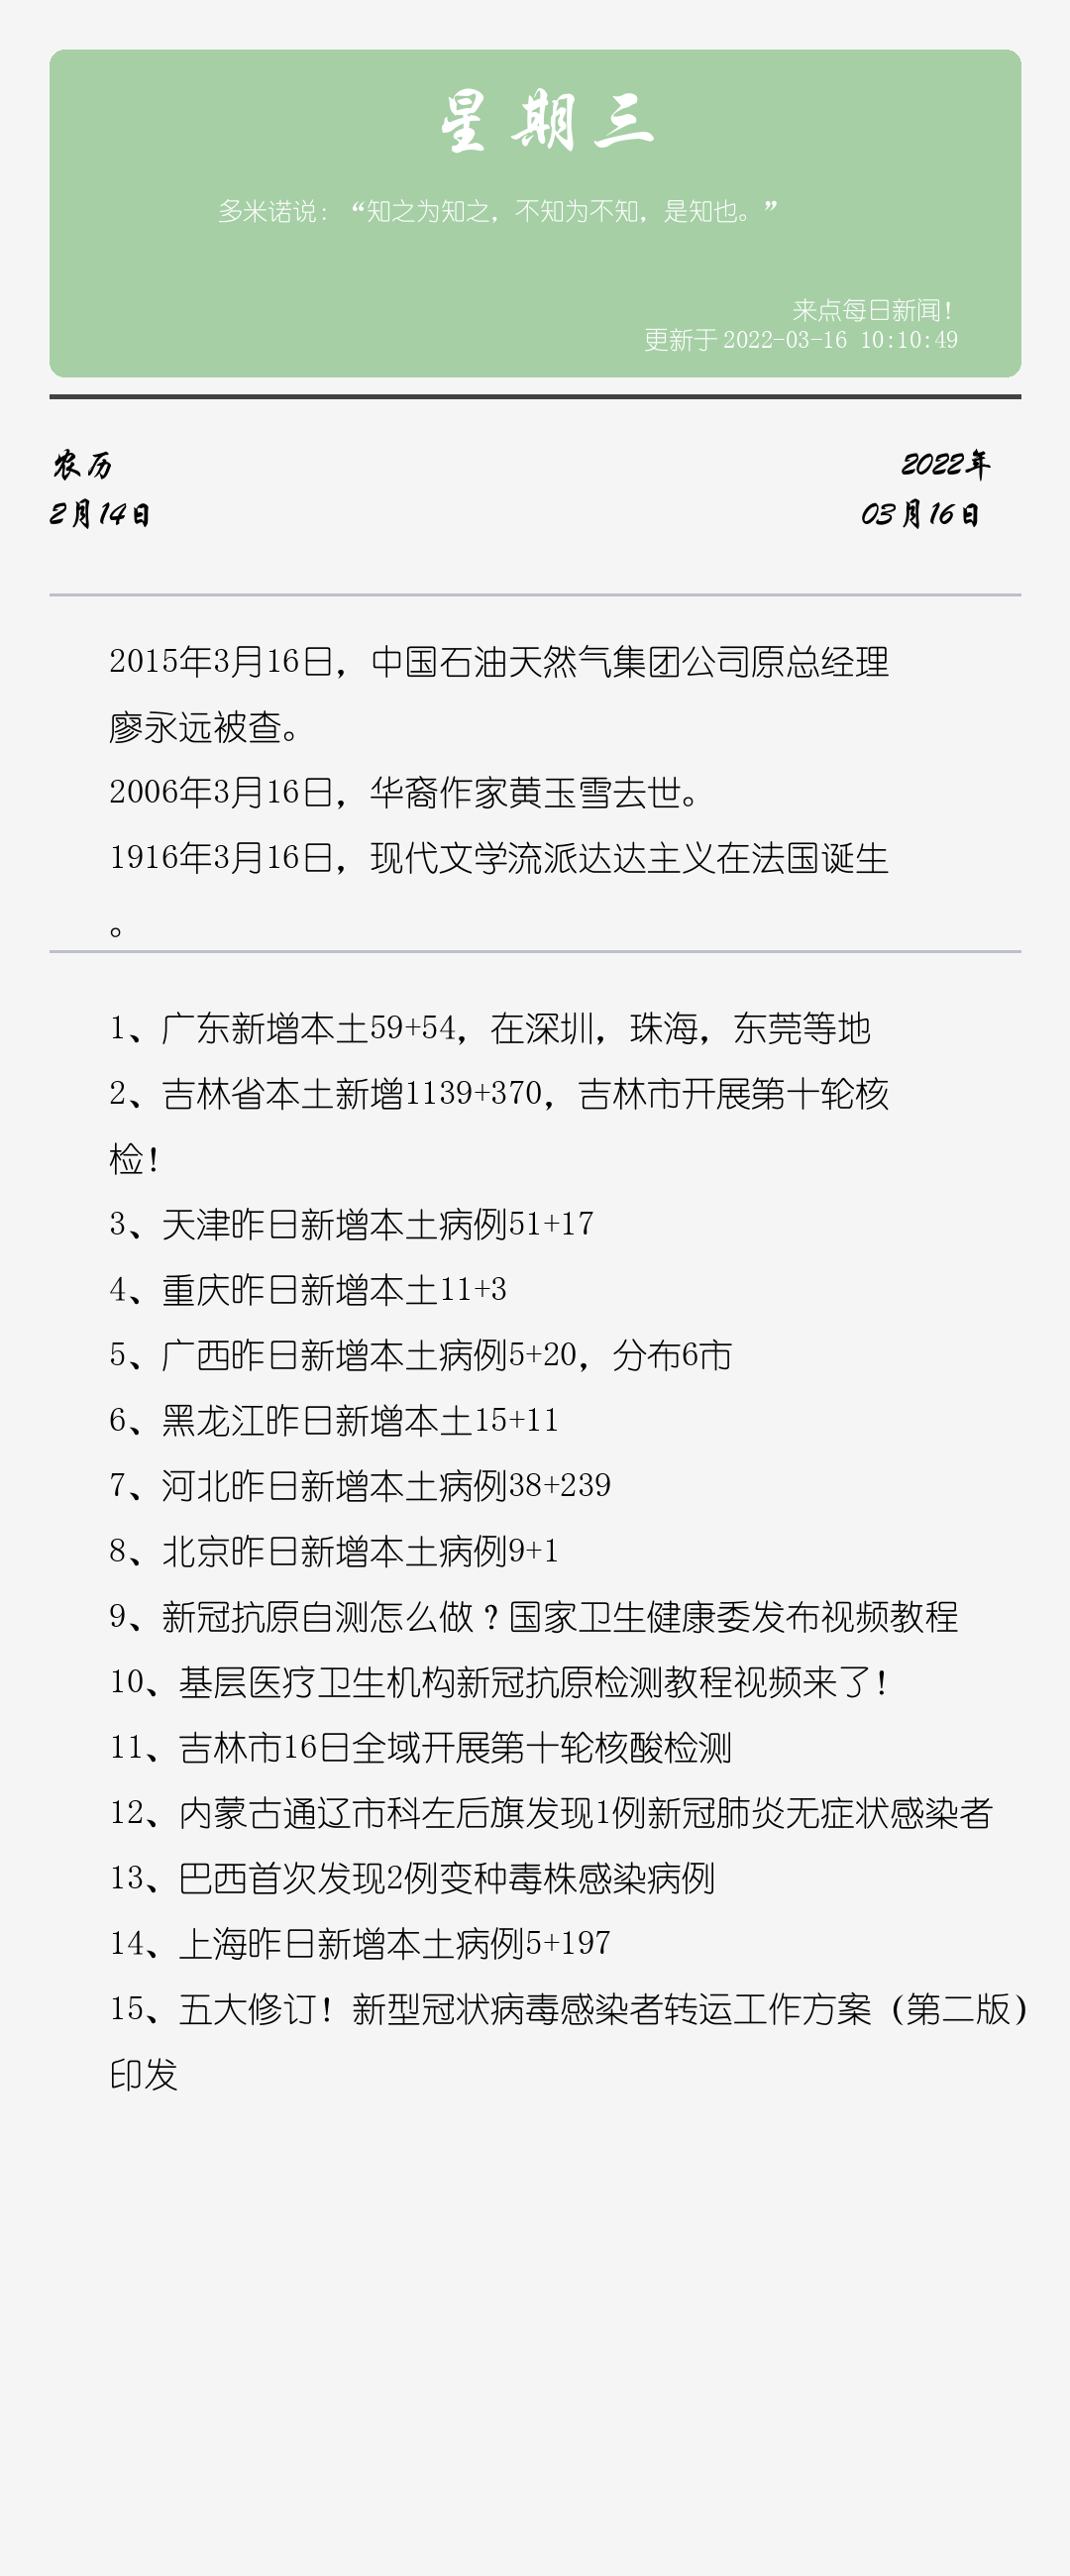 星期三
多米诺说：“知之为知之，不知为不知，是知也。”
来点每日新闻！
更新于2022-03-16 10:10:49
农历
2022年
2月14日
03月16日
2015年3月16日，中国石油天然气集团公司原总经理
廖永远被查。
2006年3月16日，华裔作家黄玉雪去世。
1916年3月16日，现代文学流派达达主义在法国诞生
。
1、广东新增本土59+54，在深圳，珠海，东莞等地
2、吉林省本土新增1139+370，吉林市开展第十轮核
检！
3、天津昨日新增本土病例51+17
4、重庆昨日新增本土11+3
5、广西昨日新增本土病例5+20，分布6市
6、黑龙江昨日新增本土15+11
7、河北昨日新增本土病例38+239
8、北京昨日新增本土病例9+1
9、新冠抗原自测怎么做？国家卫生健康委发布视频教程
10、基层医疗卫生机构新冠抗原检测教程视频来了！
11、吉林市16日全域开展第十轮核酸检测
12、内蒙古通辽市科左后旗发现1例新冠肺炎无症状感染者
13、巴西首次发现2例变种毒株感染病例
14、上海昨日新增本土病例5+197
15、五大修订！新型冠状病毒感染者转运工作方案（第二版）
印发